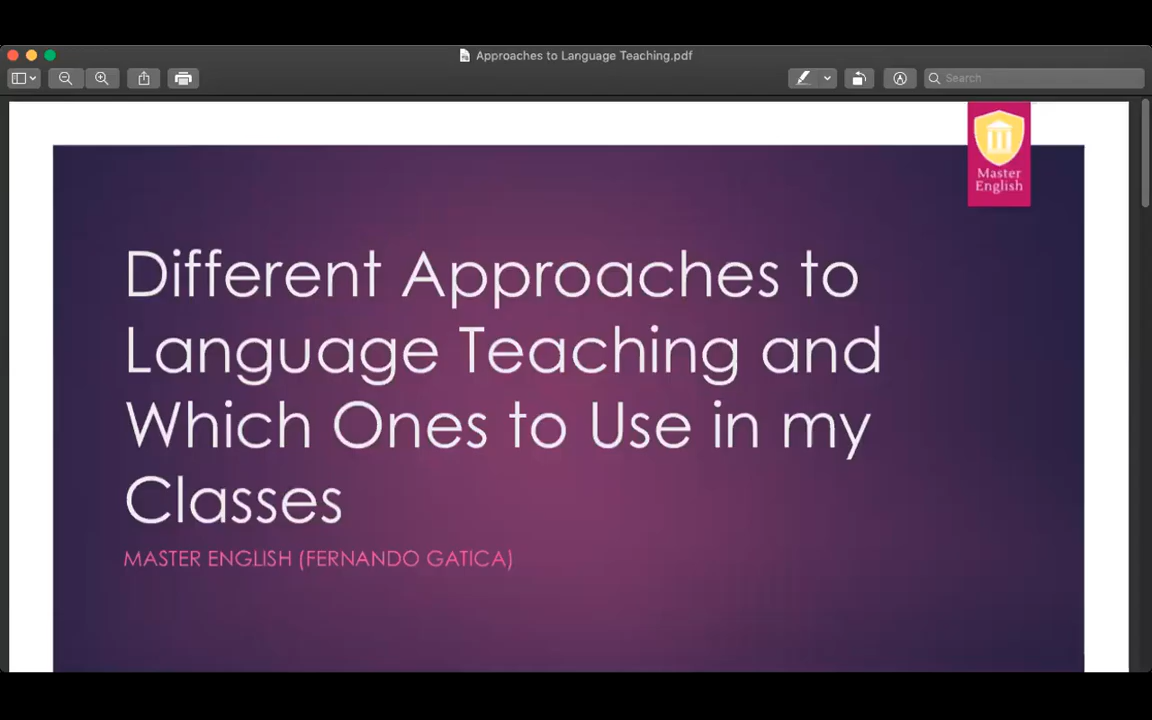 Approaches to Language Teaching.pdf
Search
Master
English
Different Approaches to
Language Teaching and
Which Ones to Use in my
Classes
MASTER ENGLISH (FERNANDO GATICA)